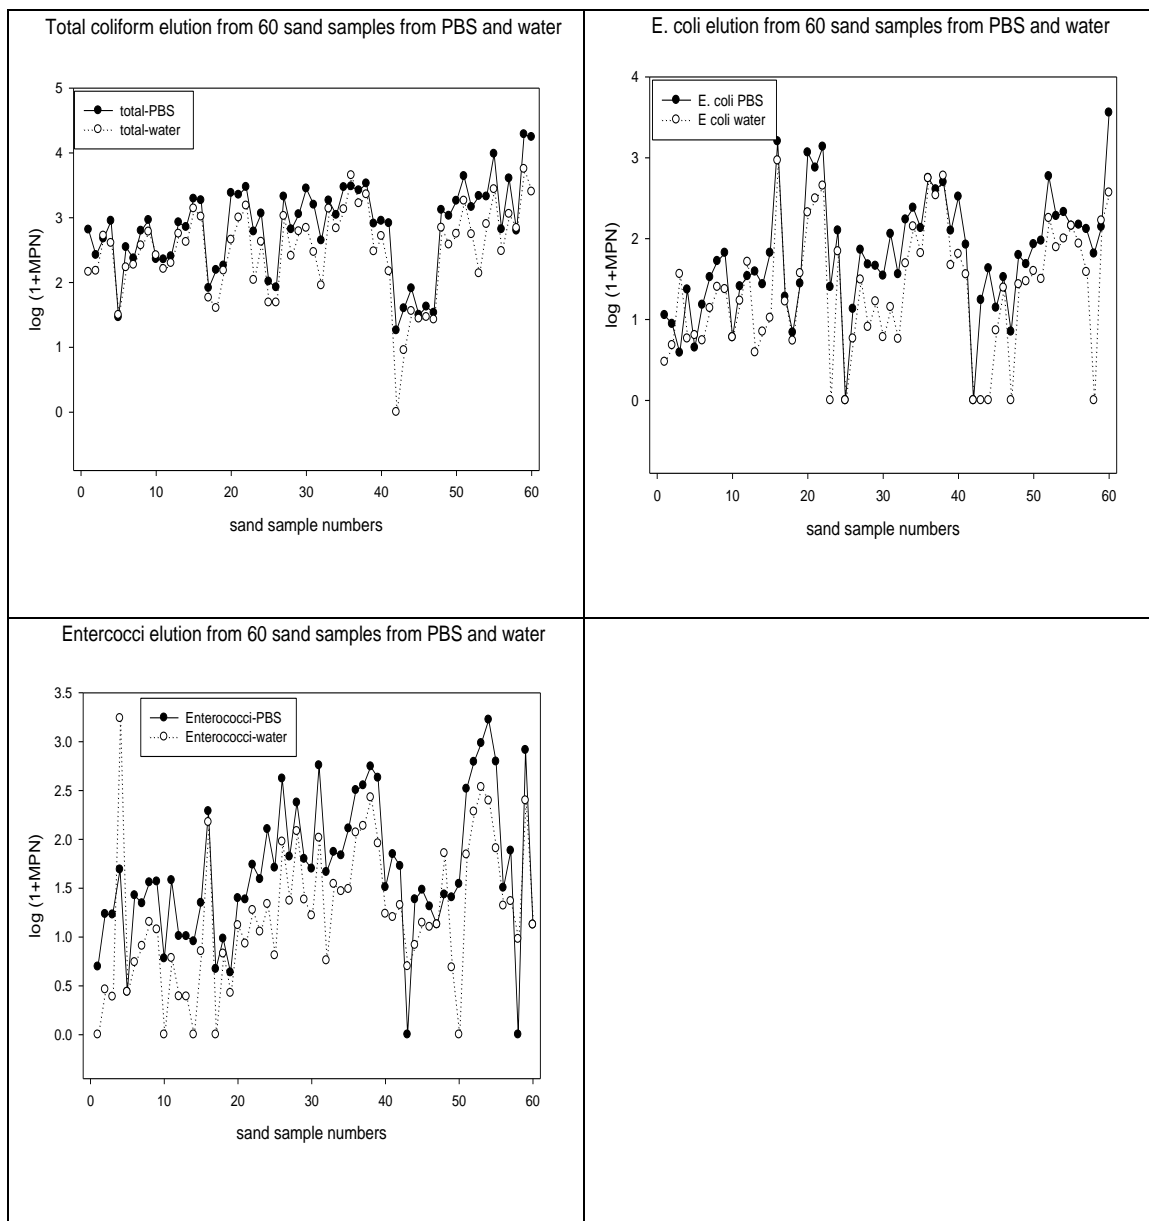 Total coliform elution from 60 sand samples from PBS and water
5
4
3
2
1
0
log (1+MPN)
total-PBS
total-water
0 10 20 30 40 50 60
sand sample numbers
E. coli elution from 60 sand samples from PBS and water
4
3
2
1
0
log (1+MPN)
E. coli PBS
E coli water
0 10 20 30 40 50 60
sand sample numbers
Entercocci elution from 60 sand samples from PBS and water
3.5
3.0
2.5
2.0
1.5
1.0
0.5
0.0
log (1+MPN)
Enterococci-PBS
Enterococci-water
0 10 20 30 40 50 60
sand sample numbers